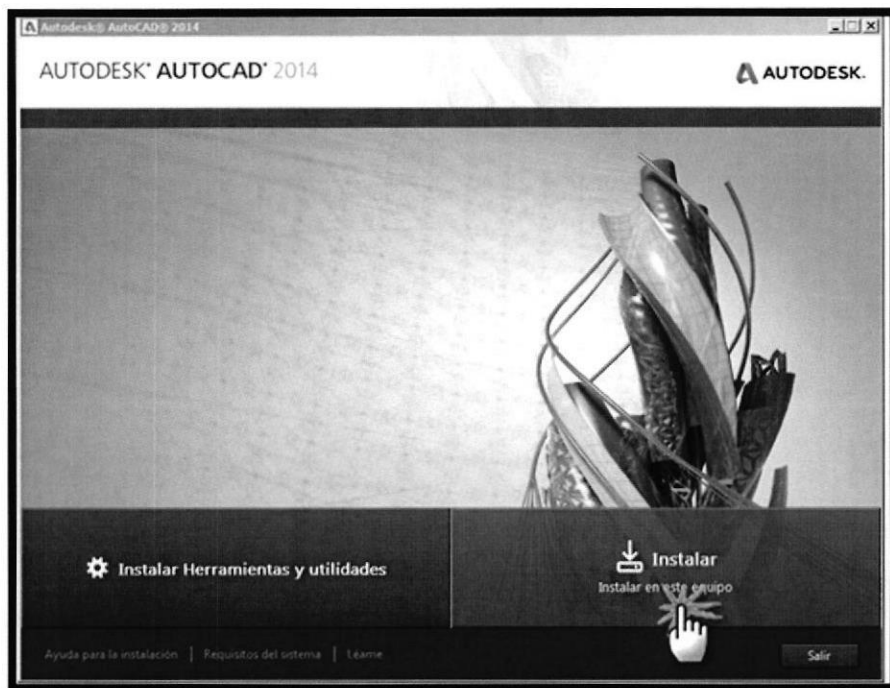 Autodesk® AutoCAD® 2014
AUTODESK® AUTOCAD® 2014
AUTODESK.
Instalar Herramientas y utilidades
Instalar
Instalar en este equipo
Ayuda para la instalación | Requisitos del sistema | Léame
Salir